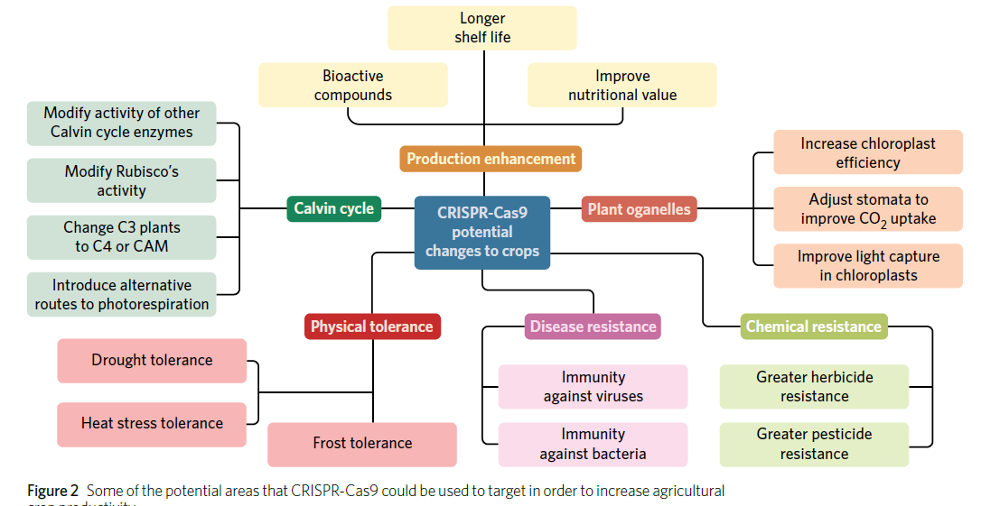 Longer
shelf life
Bioactive
compounds
Improve
nutritional value
Production enhancement
Modify activity of other
Calvin cycle enzymes
Modify Rubisco's
activity
Change C3 plants
to C4 or CAM
Introduce alternative
routes to photorespiration
Calvin cycle
CRISPR-Cas9
potential
changes to crops
Plant organelles
Increase chloroplast
efficiency
Adjust stomata to
improve CO₂ uptake
Improve light capture
in chloroplasts
Physical tolerance
Drought tolerance
Heat stress tolerance
Frost tolerance
Disease resistance
Immunity
against viruses
Immunity
against bacteria
Chemical resistance
Greater herbicide
resistance
Greater pesticide
resistance
Figure 2 Some of the potential areas that CRISPR-Cas9 could be used to target in order to increase agricultural
crop productivity